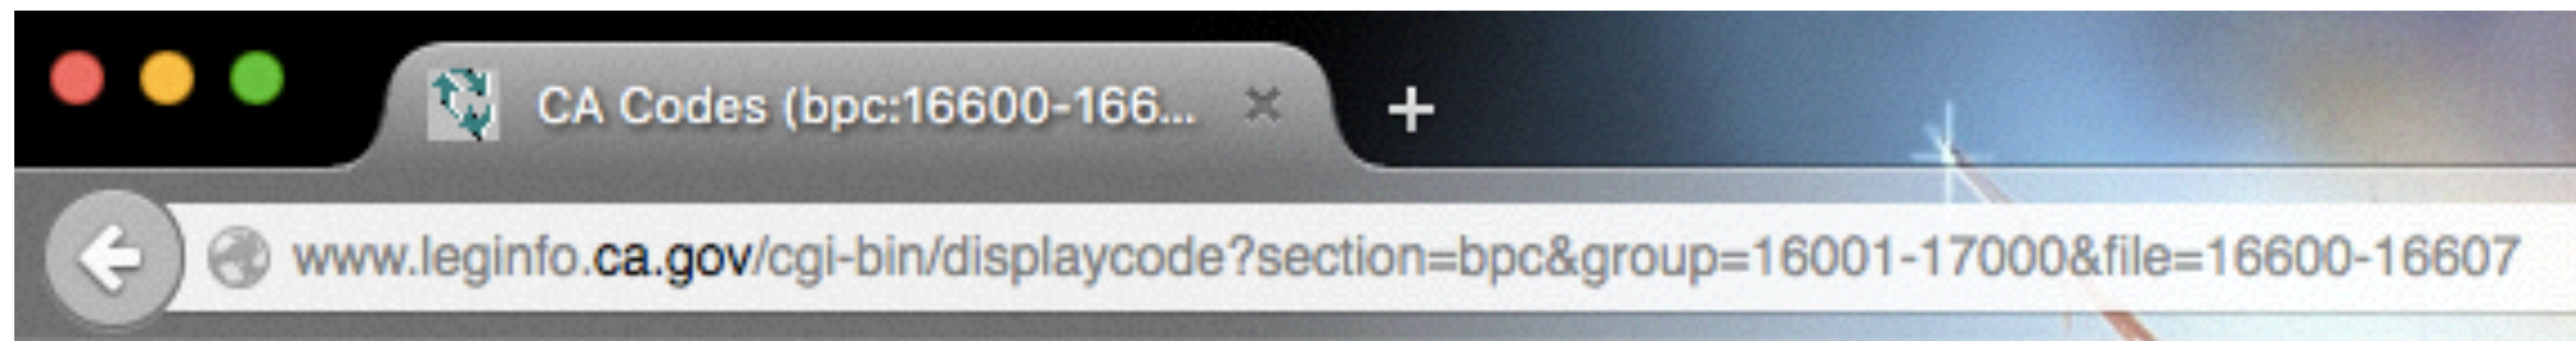 CA Codes (bpc:16600-166...
www.leginfo.ca.gov/cgi-bin/displaycode?section=bpc&group=16001-17000&file=16600-16607